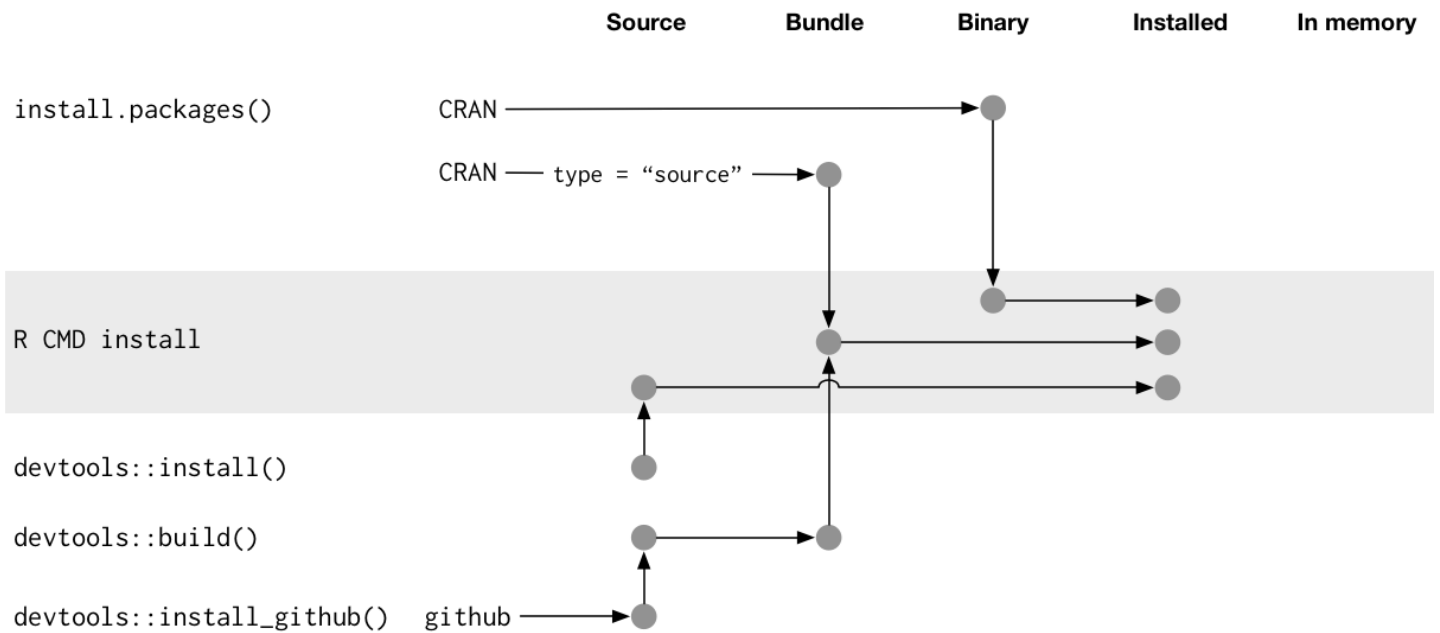 Source Bundle Binary Installed In memory
install.packages() CRAN
CRAN type = “source”
R CMD install
devtools::install()
devtools::build()
devtools::install_github() github